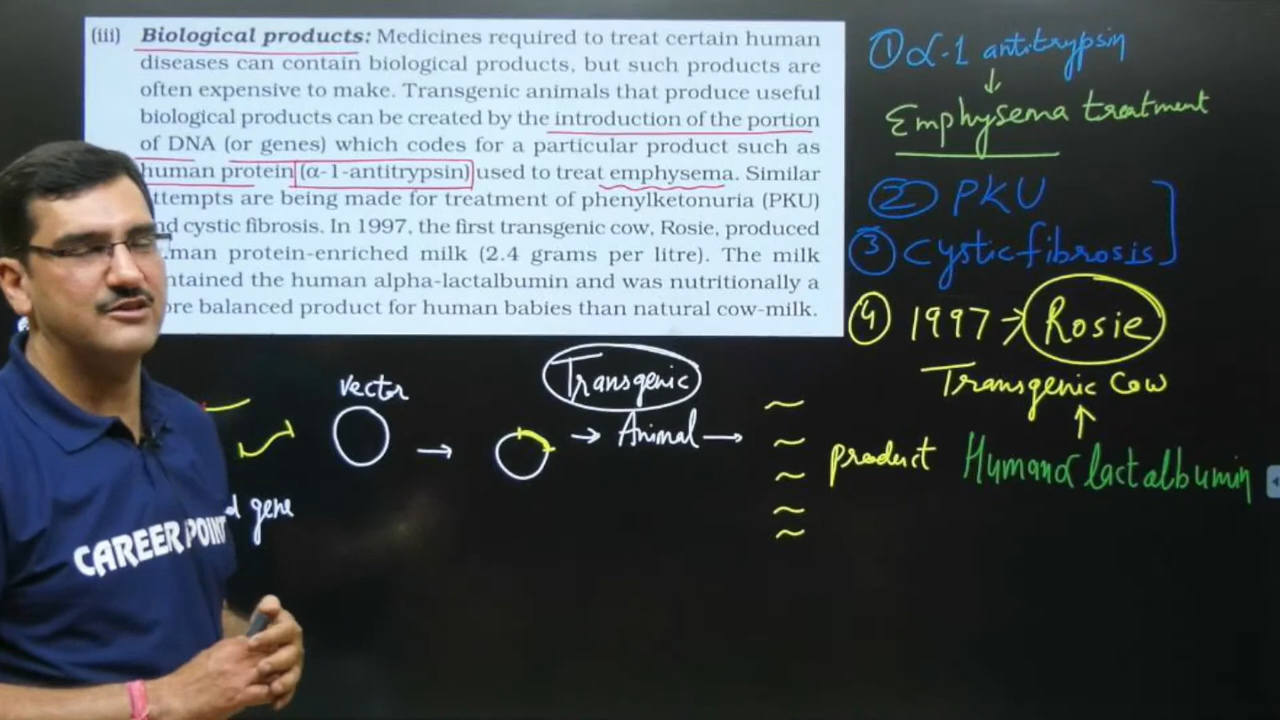 (iii) Biological products: Medicines required to treat certain human
diseases can contain biological products, but such products are
often expensive to make. Transgenic animals that produce useful
biological products can be created by the introduction of the portion
of DNA (or genes) which codes for a particular product such as
human protein (α-1-antitrypsin) used to treat emphysema. Similar
ttempts are being made for treatment of phenylketonuria (PKU)
nd cystic fibrosis. In 1997, the first transgenic cow, Rosie, produced
man protein-enriched milk (2.4 grams per litre). The milk
ntained the human alpha-lactalbumin and was nutritionally a
ore balanced product for human babies than natural cow-milk.
① α-1 antitrypsin
↓
Emphysema treatment
② PKU
③ Cystic fibrosis
④ 1997 → Rosie
Transgenic Cow
↑
Human α lactalbumin
vector
Transgenic
→ → Animal →
product
d gene
CAREER POINT